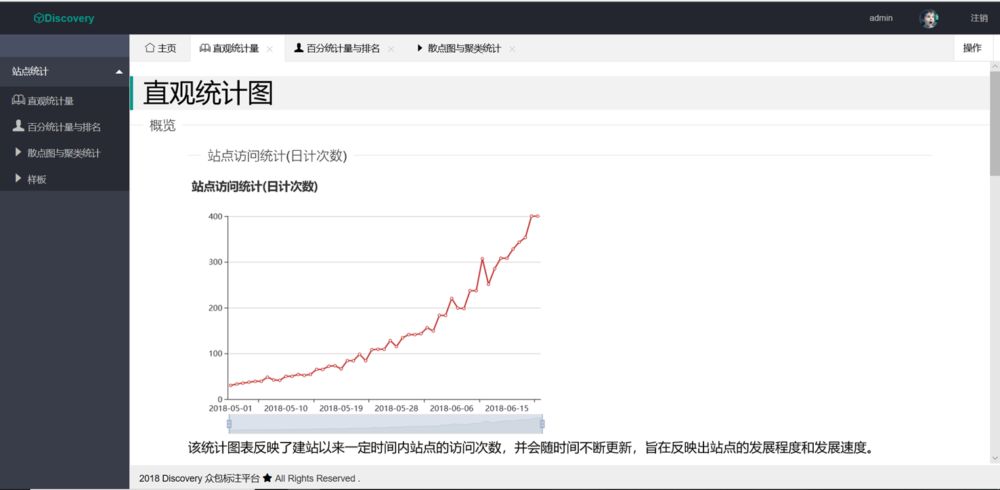 Discovery
admin 注销
主页 直观统计量 百分统计量与排名 散点图与聚类统计 操作
站点统计
直观统计量
百分统计量与排名
散点图与聚类统计
样板
直观统计图
概览
站点访问统计(日计次数)
站点访问统计(日计次数)
400
300
200
100
0
2018-05-01 2018-05-10 2018-05-19 2018-05-28 2018-06-06 2018-06-15
该统计图表反映了建站以来一定时间内站点的访问次数，并会随时间不断更新，旨在反映出站点的发展程度和发展速度。
2018 Discovery 众包标注平台 ★ All Rights Reserved .